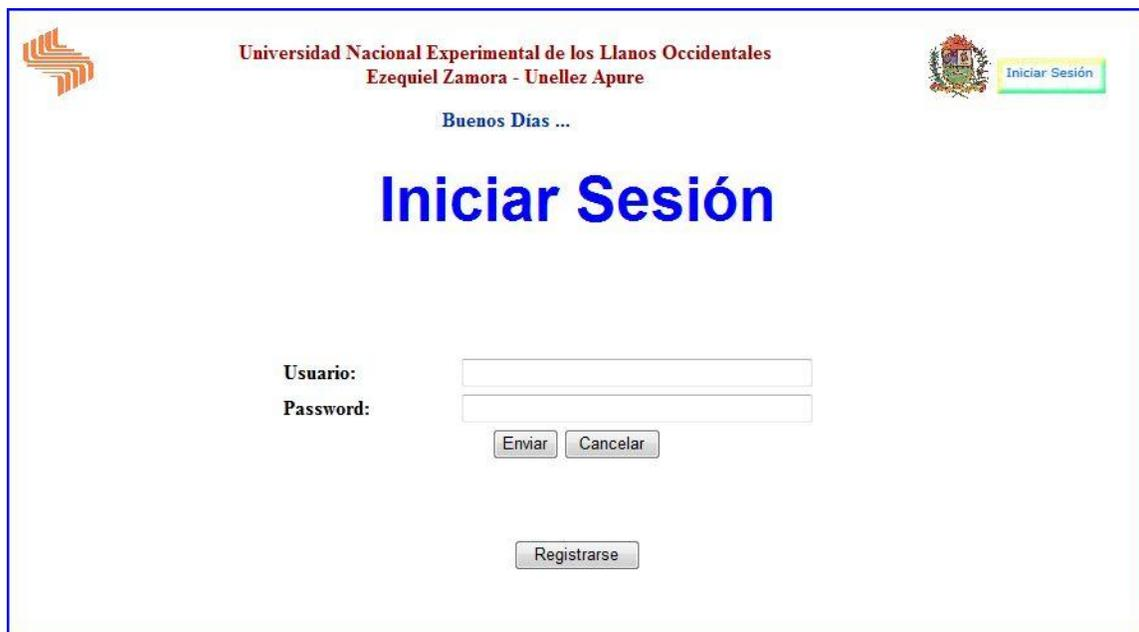 Universidad Nacional Experimental de los Llanos Occidentales
Ezequiel Zamora - Unellez Apure
Iniciar Sesión
Buenos Días ...
Iniciar Sesión
Usuario:
Password:
Enviar Cancelar
Registrarse